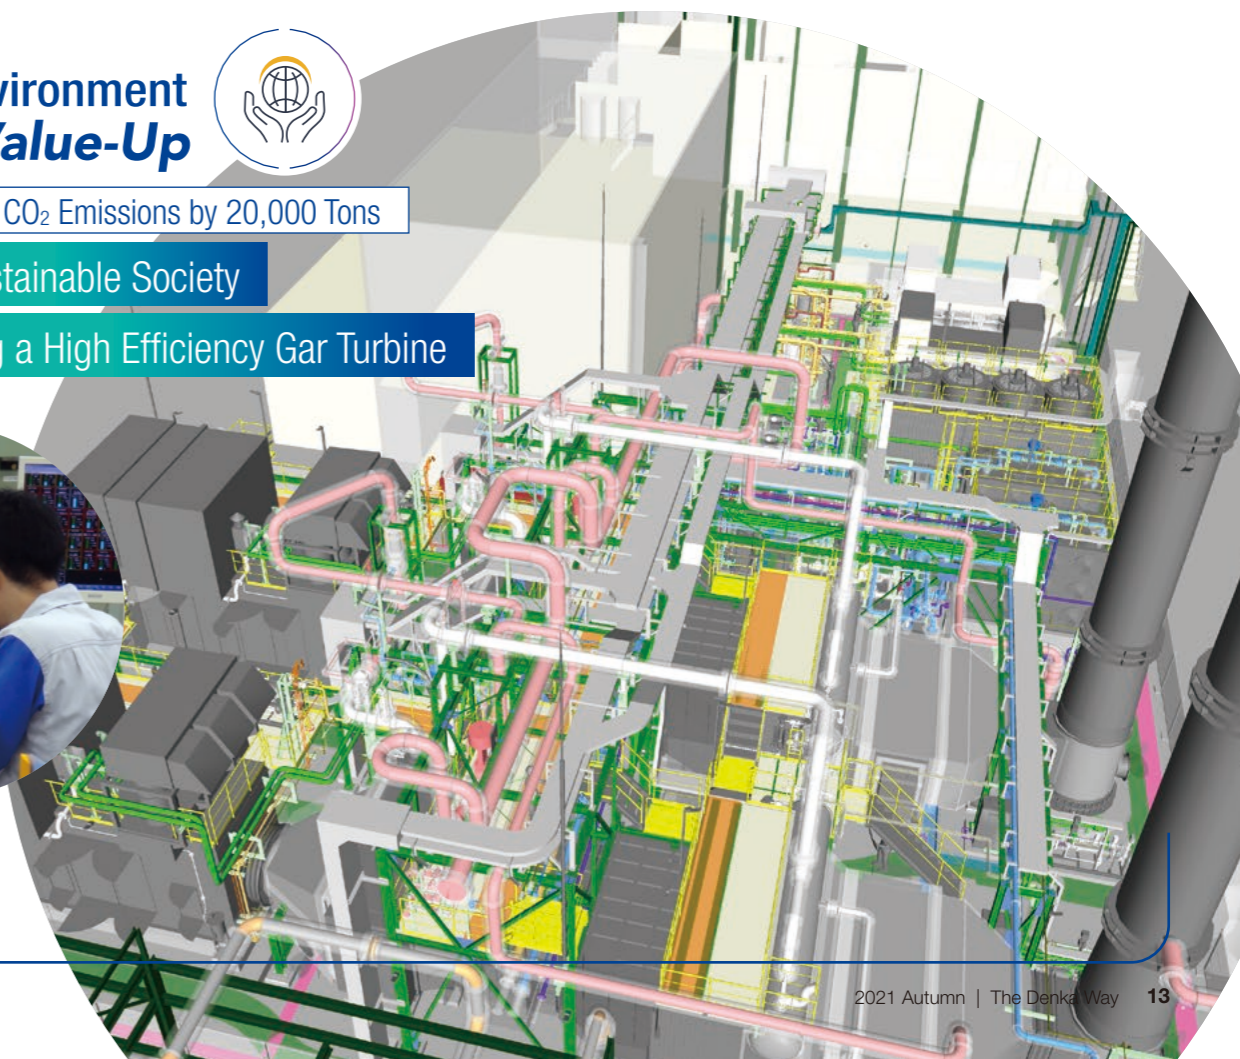 vironment
Value-Up
CO₂ Emissions by 20,000 Tons
stainable Society
g a High Efficiency Gar Turbine
2021 Autumn | The Denka Way 13